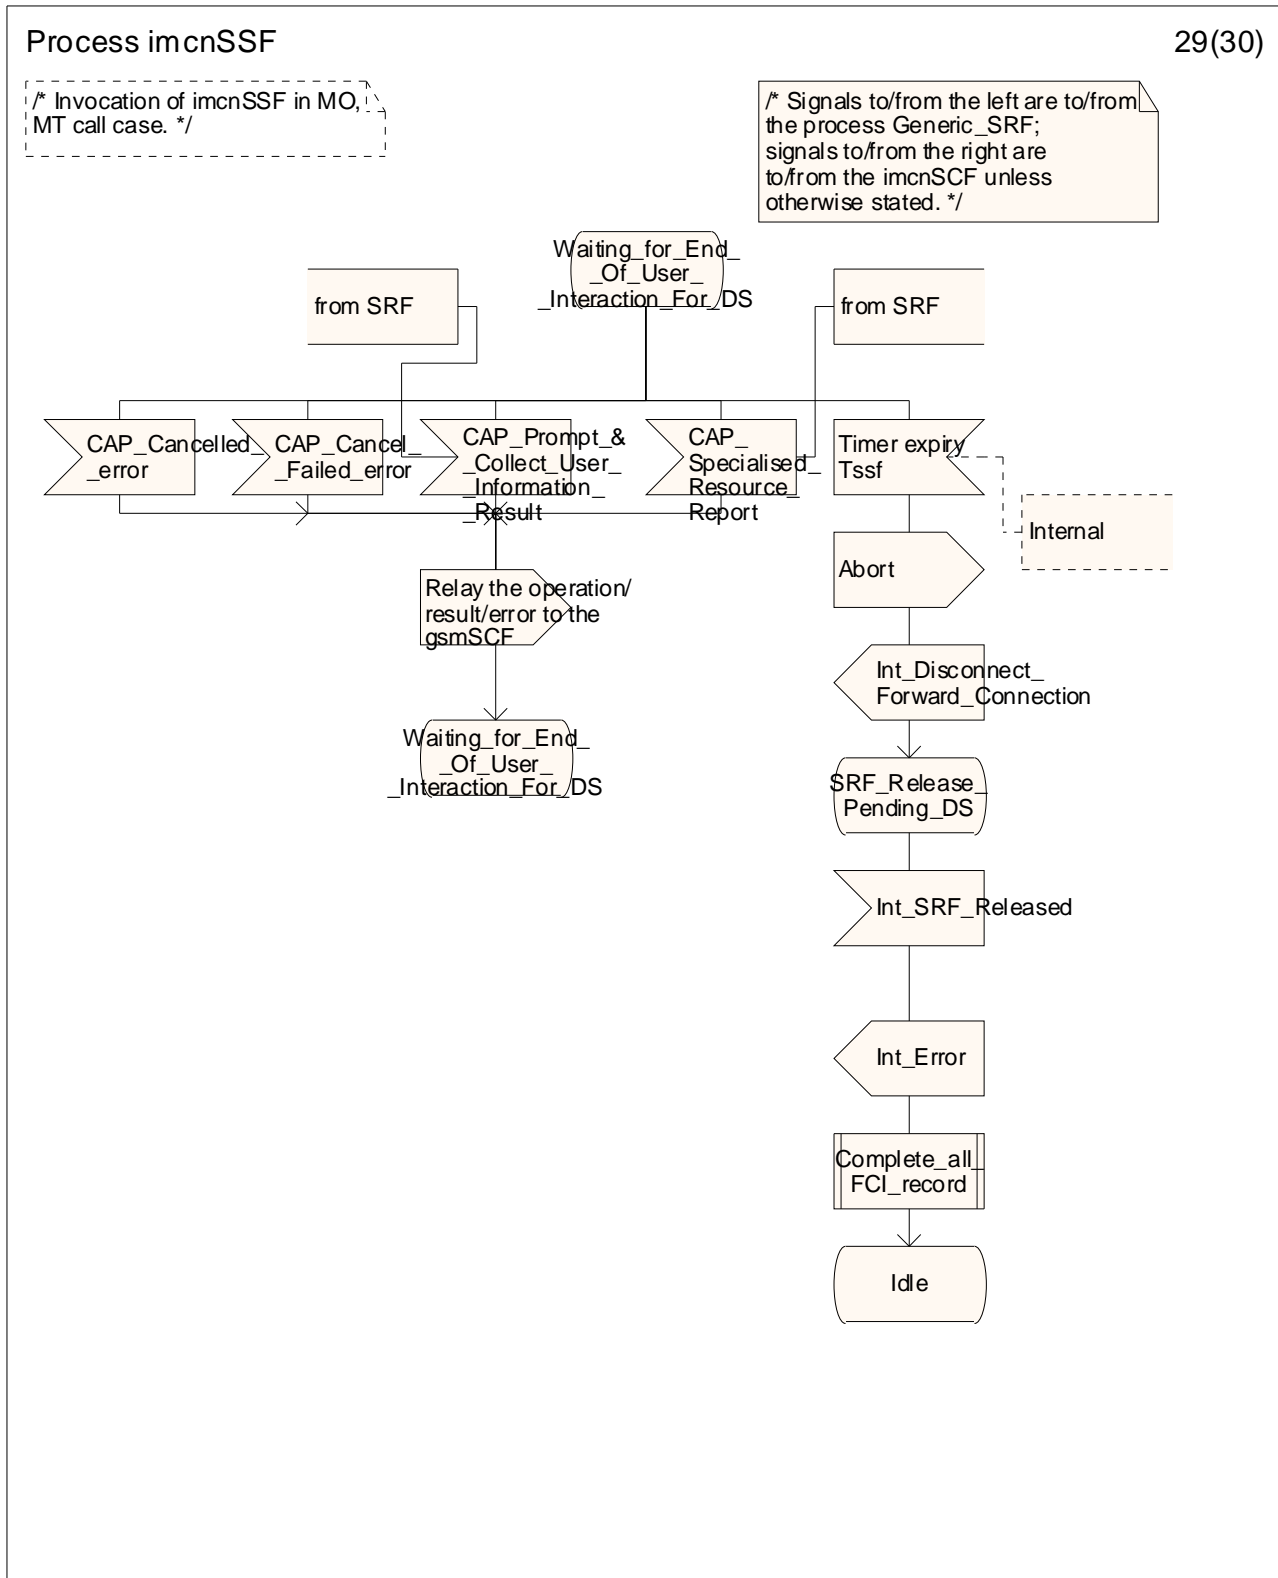 Process imcnSSF
29(30)
/* Invocation of imcnSSF in MO,
MT call case. */
/* Signals to/from the left are to/from
the process Generic_SRF;
signals to/from the right are
to/from the imcnSCF unless
otherwise stated. */
Waiting_for_End_
_Of_User_
_Interaction_For_DS
from SRF
from SRF
CAP_Cancelled_
_error
CAP_Cancel_
_Failed_error
CAP_Prompt_&
_Collect_User_
_Information_
_Result
CAP_
Specialised_
Resource_
Report
Timer expiry
Tssf
Internal
Abort
Relay the operation/
result/error to the
gsmSCF
Int_Disconnect_
Forward_Connection
Waiting_for_End_
_Of_User_
_Interaction_For_DS
SRF_Release_
Pending_DS
Int_SRF_Released
Int_Error
Complete_all_
FCI_record
Idle